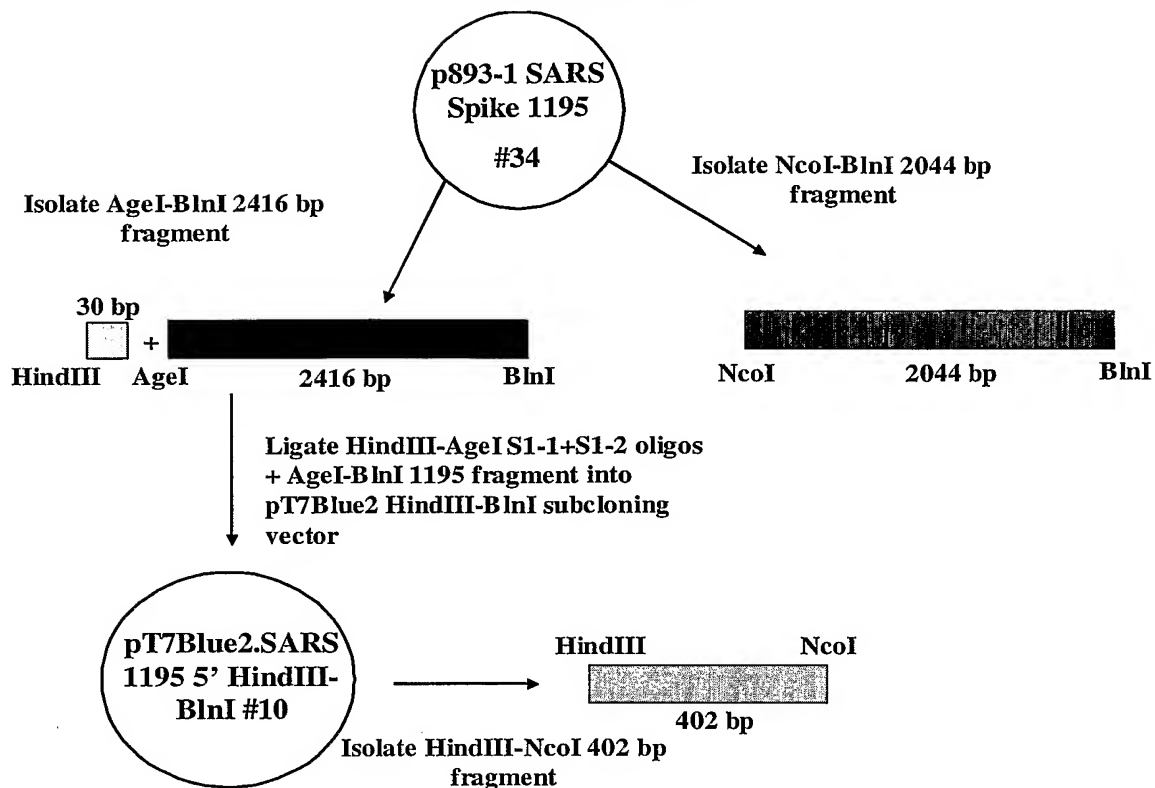 p893-1 SARS
Spike 1195
#34
Isolate AgeI-BlnI 2416 bp
fragment
Isolate NcoI-BlnI 2044 bp
fragment
30 bp
+
HindIII
AgeI
2416 bp
BlnI
NcoI
2044 bp
BlnI
Ligate HindIII-AgeI S1-1+S1-2 oligos
+ AgeI-BlnI 1195 fragment into
pT7Blue2 HindIII-BlnI subcloning
vector
pT7Blue2.SARS
1195 5’ HindIII-
BlnI #10
HindIII
NcoI
402 bp
Isolate HindIII-NcoI 402 bp
fragment